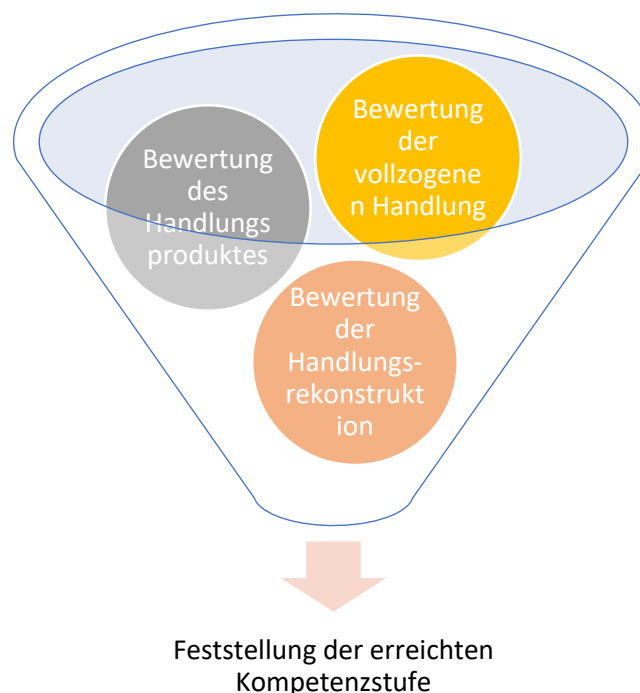 Bewertung
des
Handlungs
produktes
Bewertung
der
vollzogene
n Handlung
Bewertung
der
Handlungs-
rekonstrukt
ion
Feststellung der erreichten
Kompetenzstufe